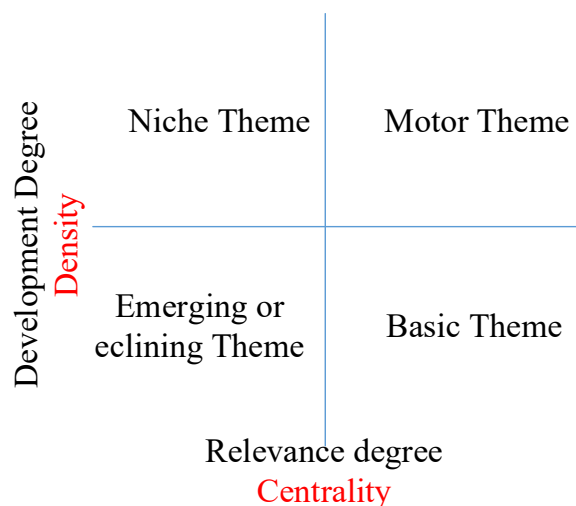 Niche Theme
Motor Theme
Development Degree
Density
Emerging or
eclining Theme
Basic Theme
Relevance degree
Centrality